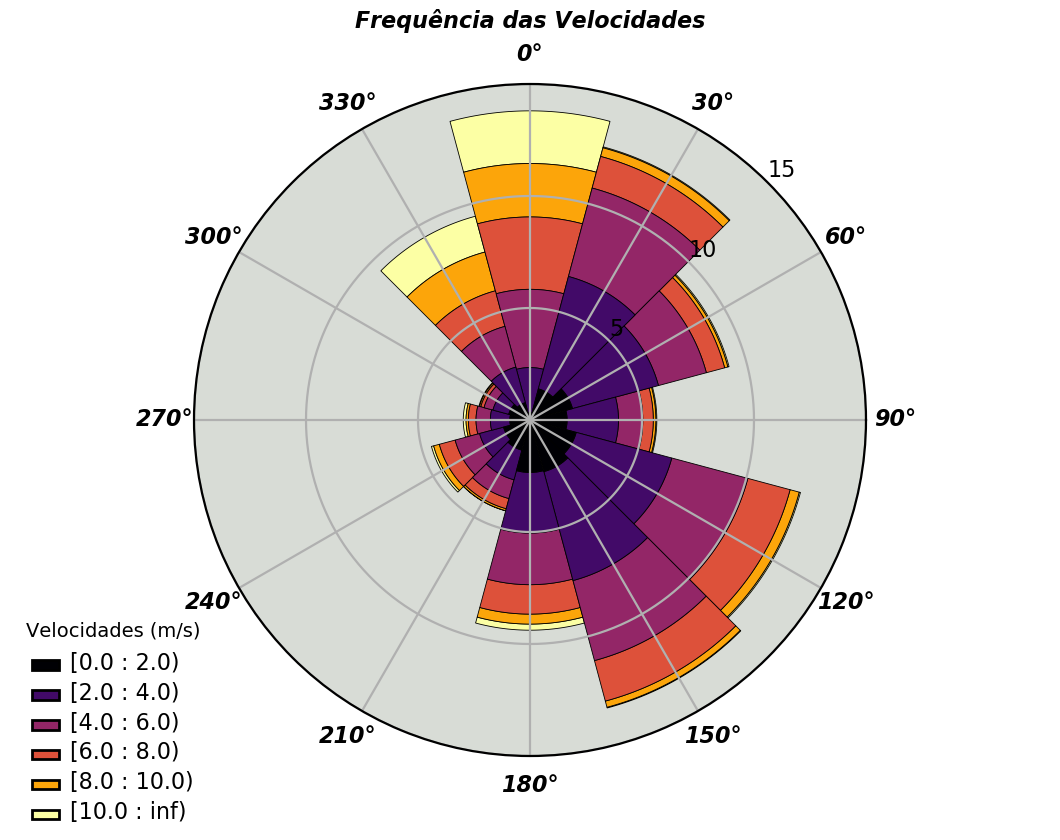 Frequência das Velocidades
0°
330°
30°
15
300°
60°
10
5
270°
90°
240°
120°
210°
150°
180°
Velocidades (m/s)
[0.0 : 2.0)
[2.0 : 4.0)
[4.0 : 6.0)
[6.0 : 8.0)
[8.0 : 10.0)
[10.0 : inf)